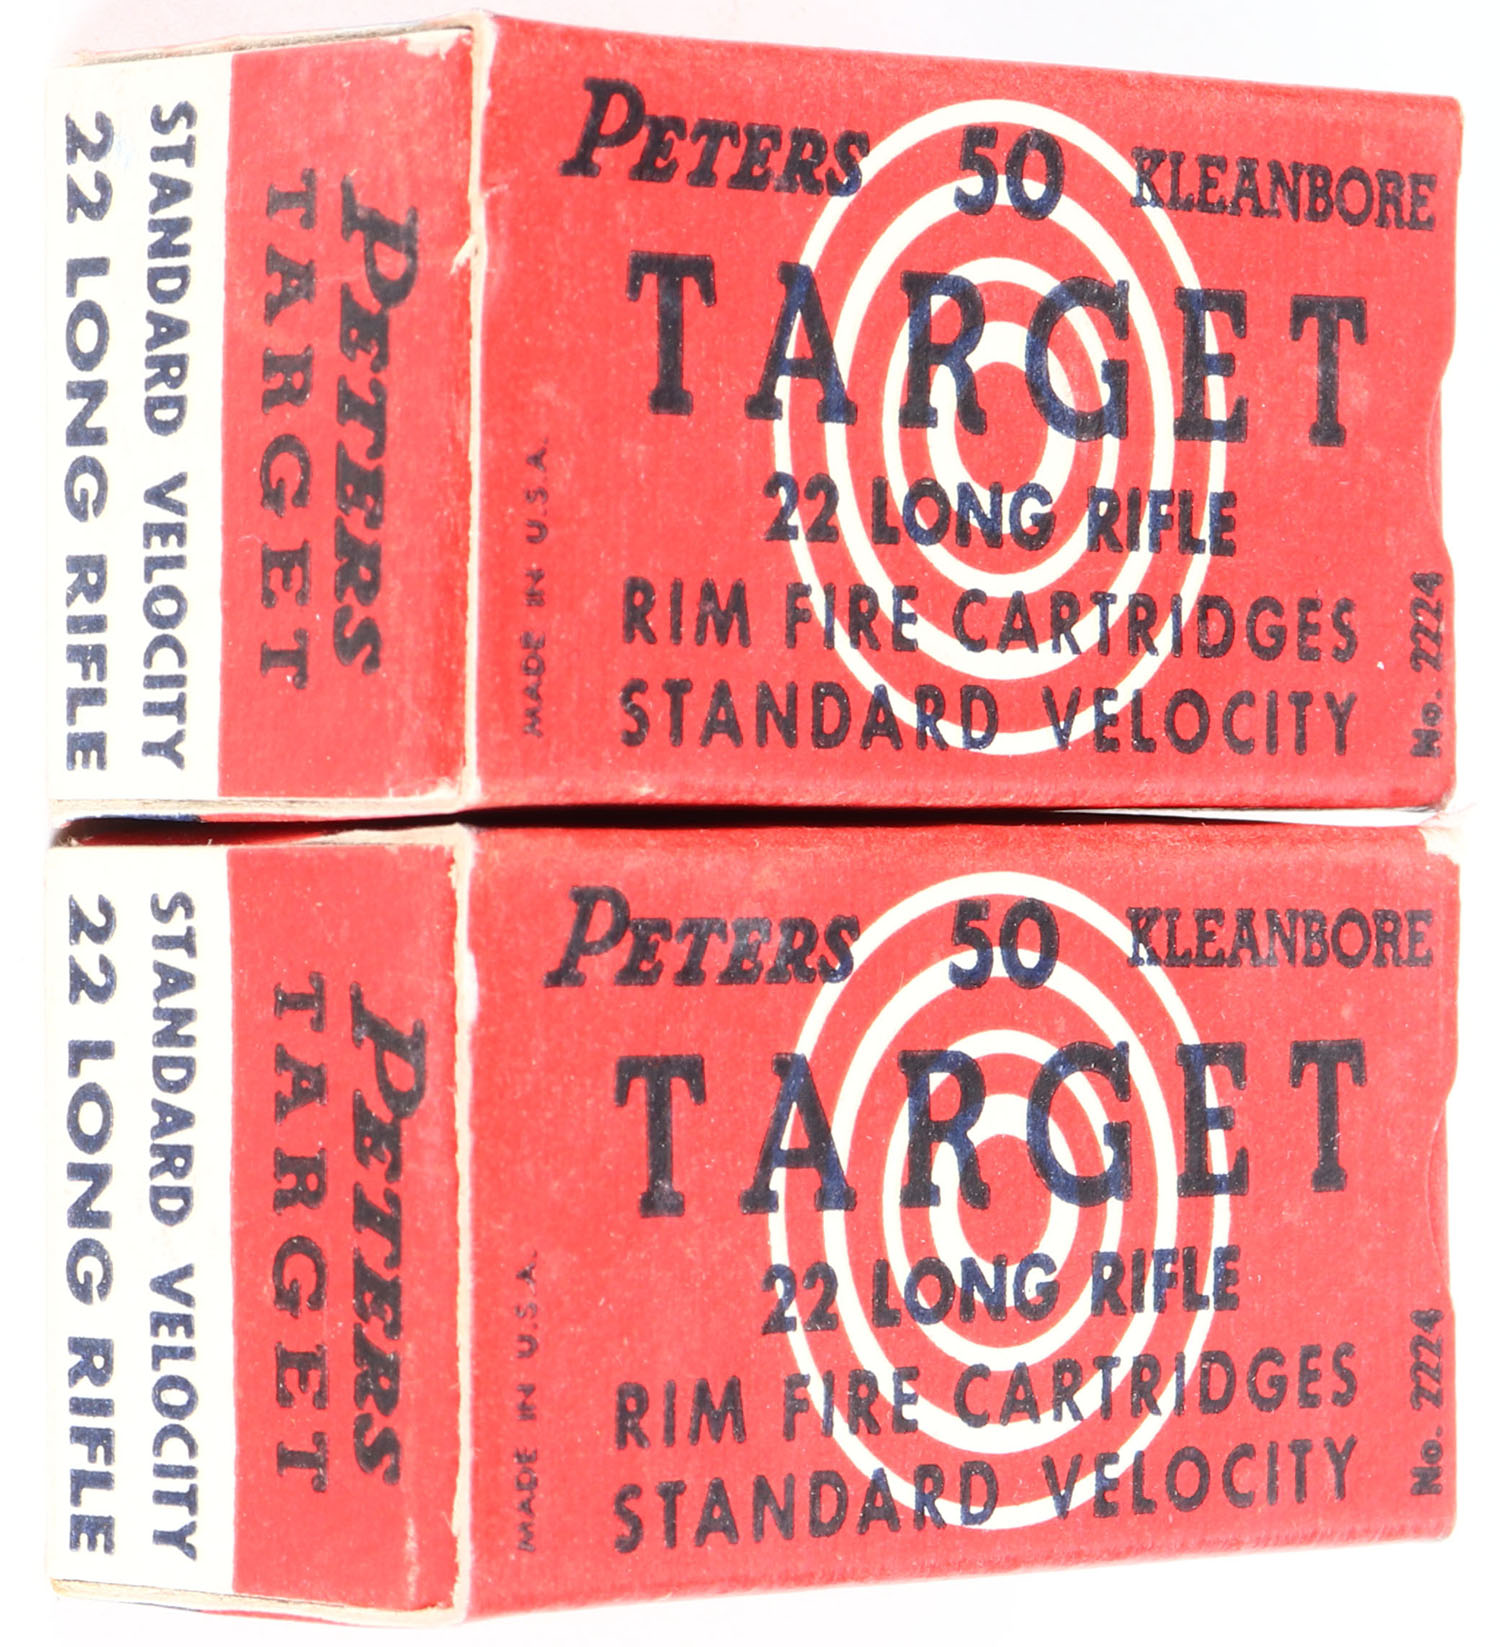 PETERS 50 KLEANBORE
TARGET
22 LONG RIFLE
RIM FIRE CARTRIDGES
STANDARD VELOCITY
MADE IN U.S.A.
No. 2224
PETERS
TARGET
STANDARD VELOCITY
22 LONG RIFLE
PETERS 50 KLEANBORE
TARGET
22 LONG RIFLE
RIM FIRE CARTRIDGES
STANDARD VELOCITY
MADE IN U.S.A.
No. 2224
PETERS
TARGET
STANDARD VELOCITY
22 LONG RIFLE